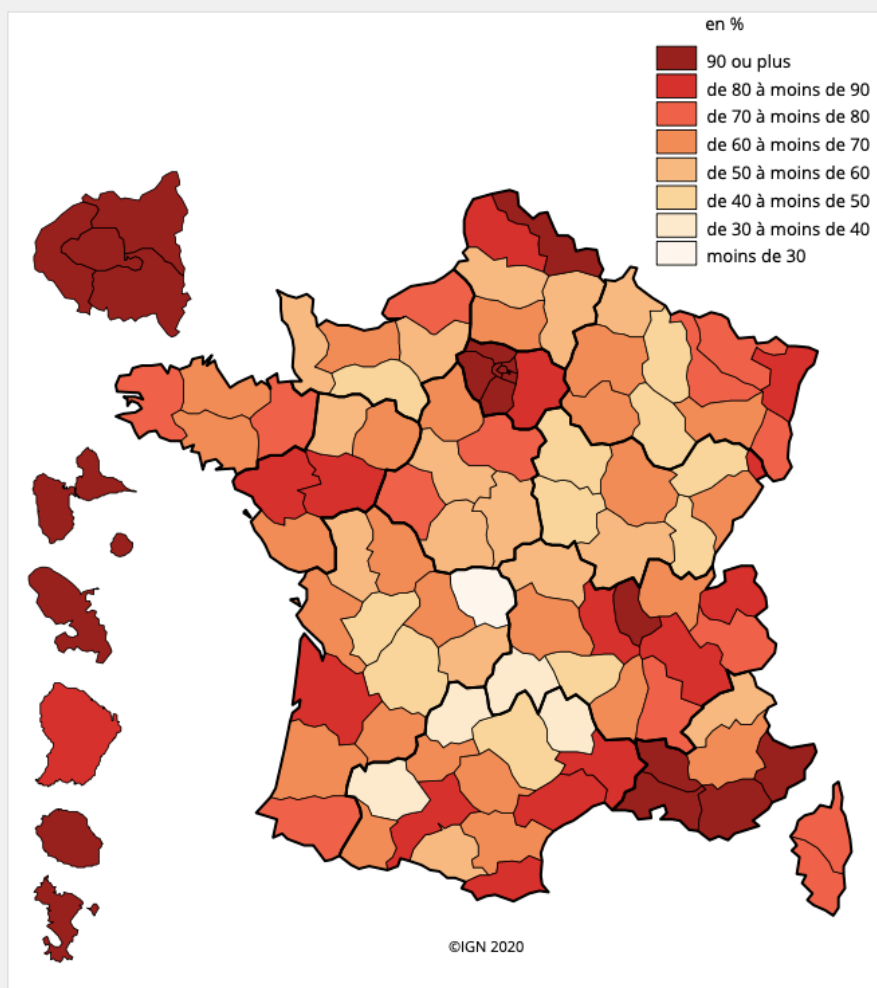 en %
90 ou plus
de 80 à moins de 90
de 70 à moins de 80
de 60 à moins de 70
de 50 à moins de 60
de 40 à moins de 50
de 30 à moins de 40
moins de 30
©IGN 2020